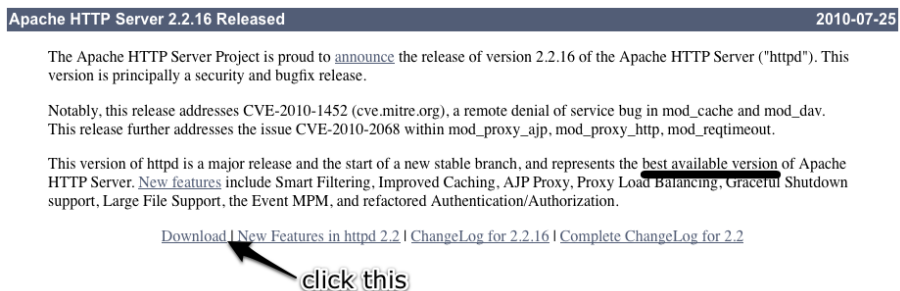 Apache HTTP Server 2.2.16 Released 2010-07-25
The Apache HTTP Server Project is proud to announce the release of version 2.2.16 of the Apache HTTP Server ("httpd"). This
version is principally a security and bugfix release.
Notably, this release addresses CVE-2010-1452 (cve.mitre.org), a remote denial of service bug in mod_cache and mod_dav.
This release further addresses the issue CVE-2010-2068 within mod_proxy_ajp, mod_proxy_http, mod_reqtimeout.
This version of httpd is a major release and the start of a new stable branch, and represents the best available version of Apache
HTTP Server. New features include Smart Filtering, Improved Caching, AJP Proxy, Proxy Load Balancing, Graceful Shutdown
support, Large File Support, the Event MPM, and refactored Authentication/Authorization.
Download | New Features in httpd 2.2 | ChangeLog for 2.2.16 | Complete ChangeLog for 2.2
click this